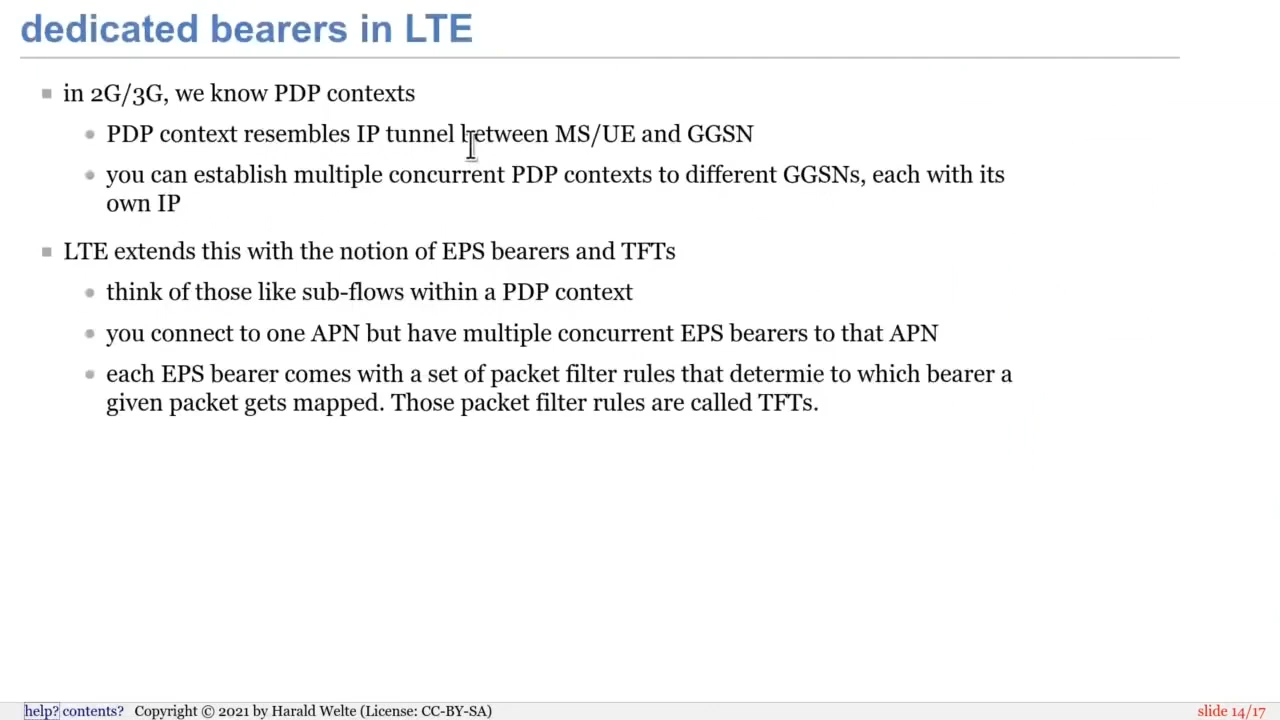 dedicated bearers in LTE
in 2G/3G, we know PDP contexts
PDP context resembles IP tunnel between MS/UE and GGSN
you can establish multiple concurrent PDP contexts to different GGSNs, each with its
own IP
LTE extends this with the notion of EPS bearers and TFTs
think of those like sub-flows within a PDP context
you connect to one APN but have multiple concurrent EPS bearers to that APN
each EPS bearer comes with a set of packet filter rules that determie to which bearer a
given packet gets mapped. Those packet filter rules are called TFTs.
help? contents? Copyright © 2021 by Harald Welte (License: CC-BY-SA) slide 14/17